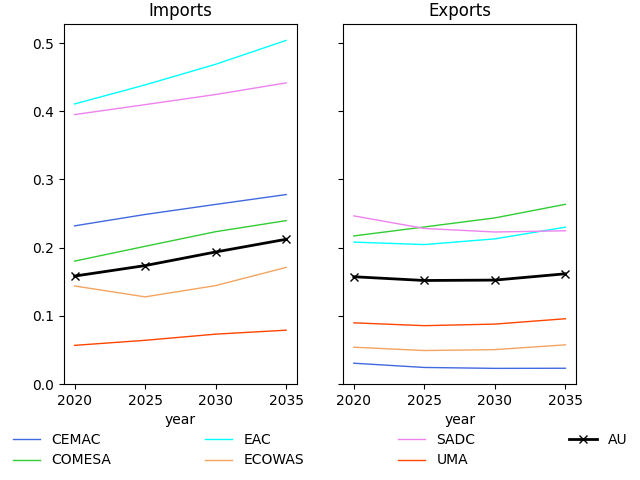 Imports
Exports
0.5
0.4
0.3
0.2
0.1
0.0
2020 2025 2030 2035
2020 2025 2030 2035
year
year
CEMAC EAC SADC AU
COMESA ECOWAS UMA